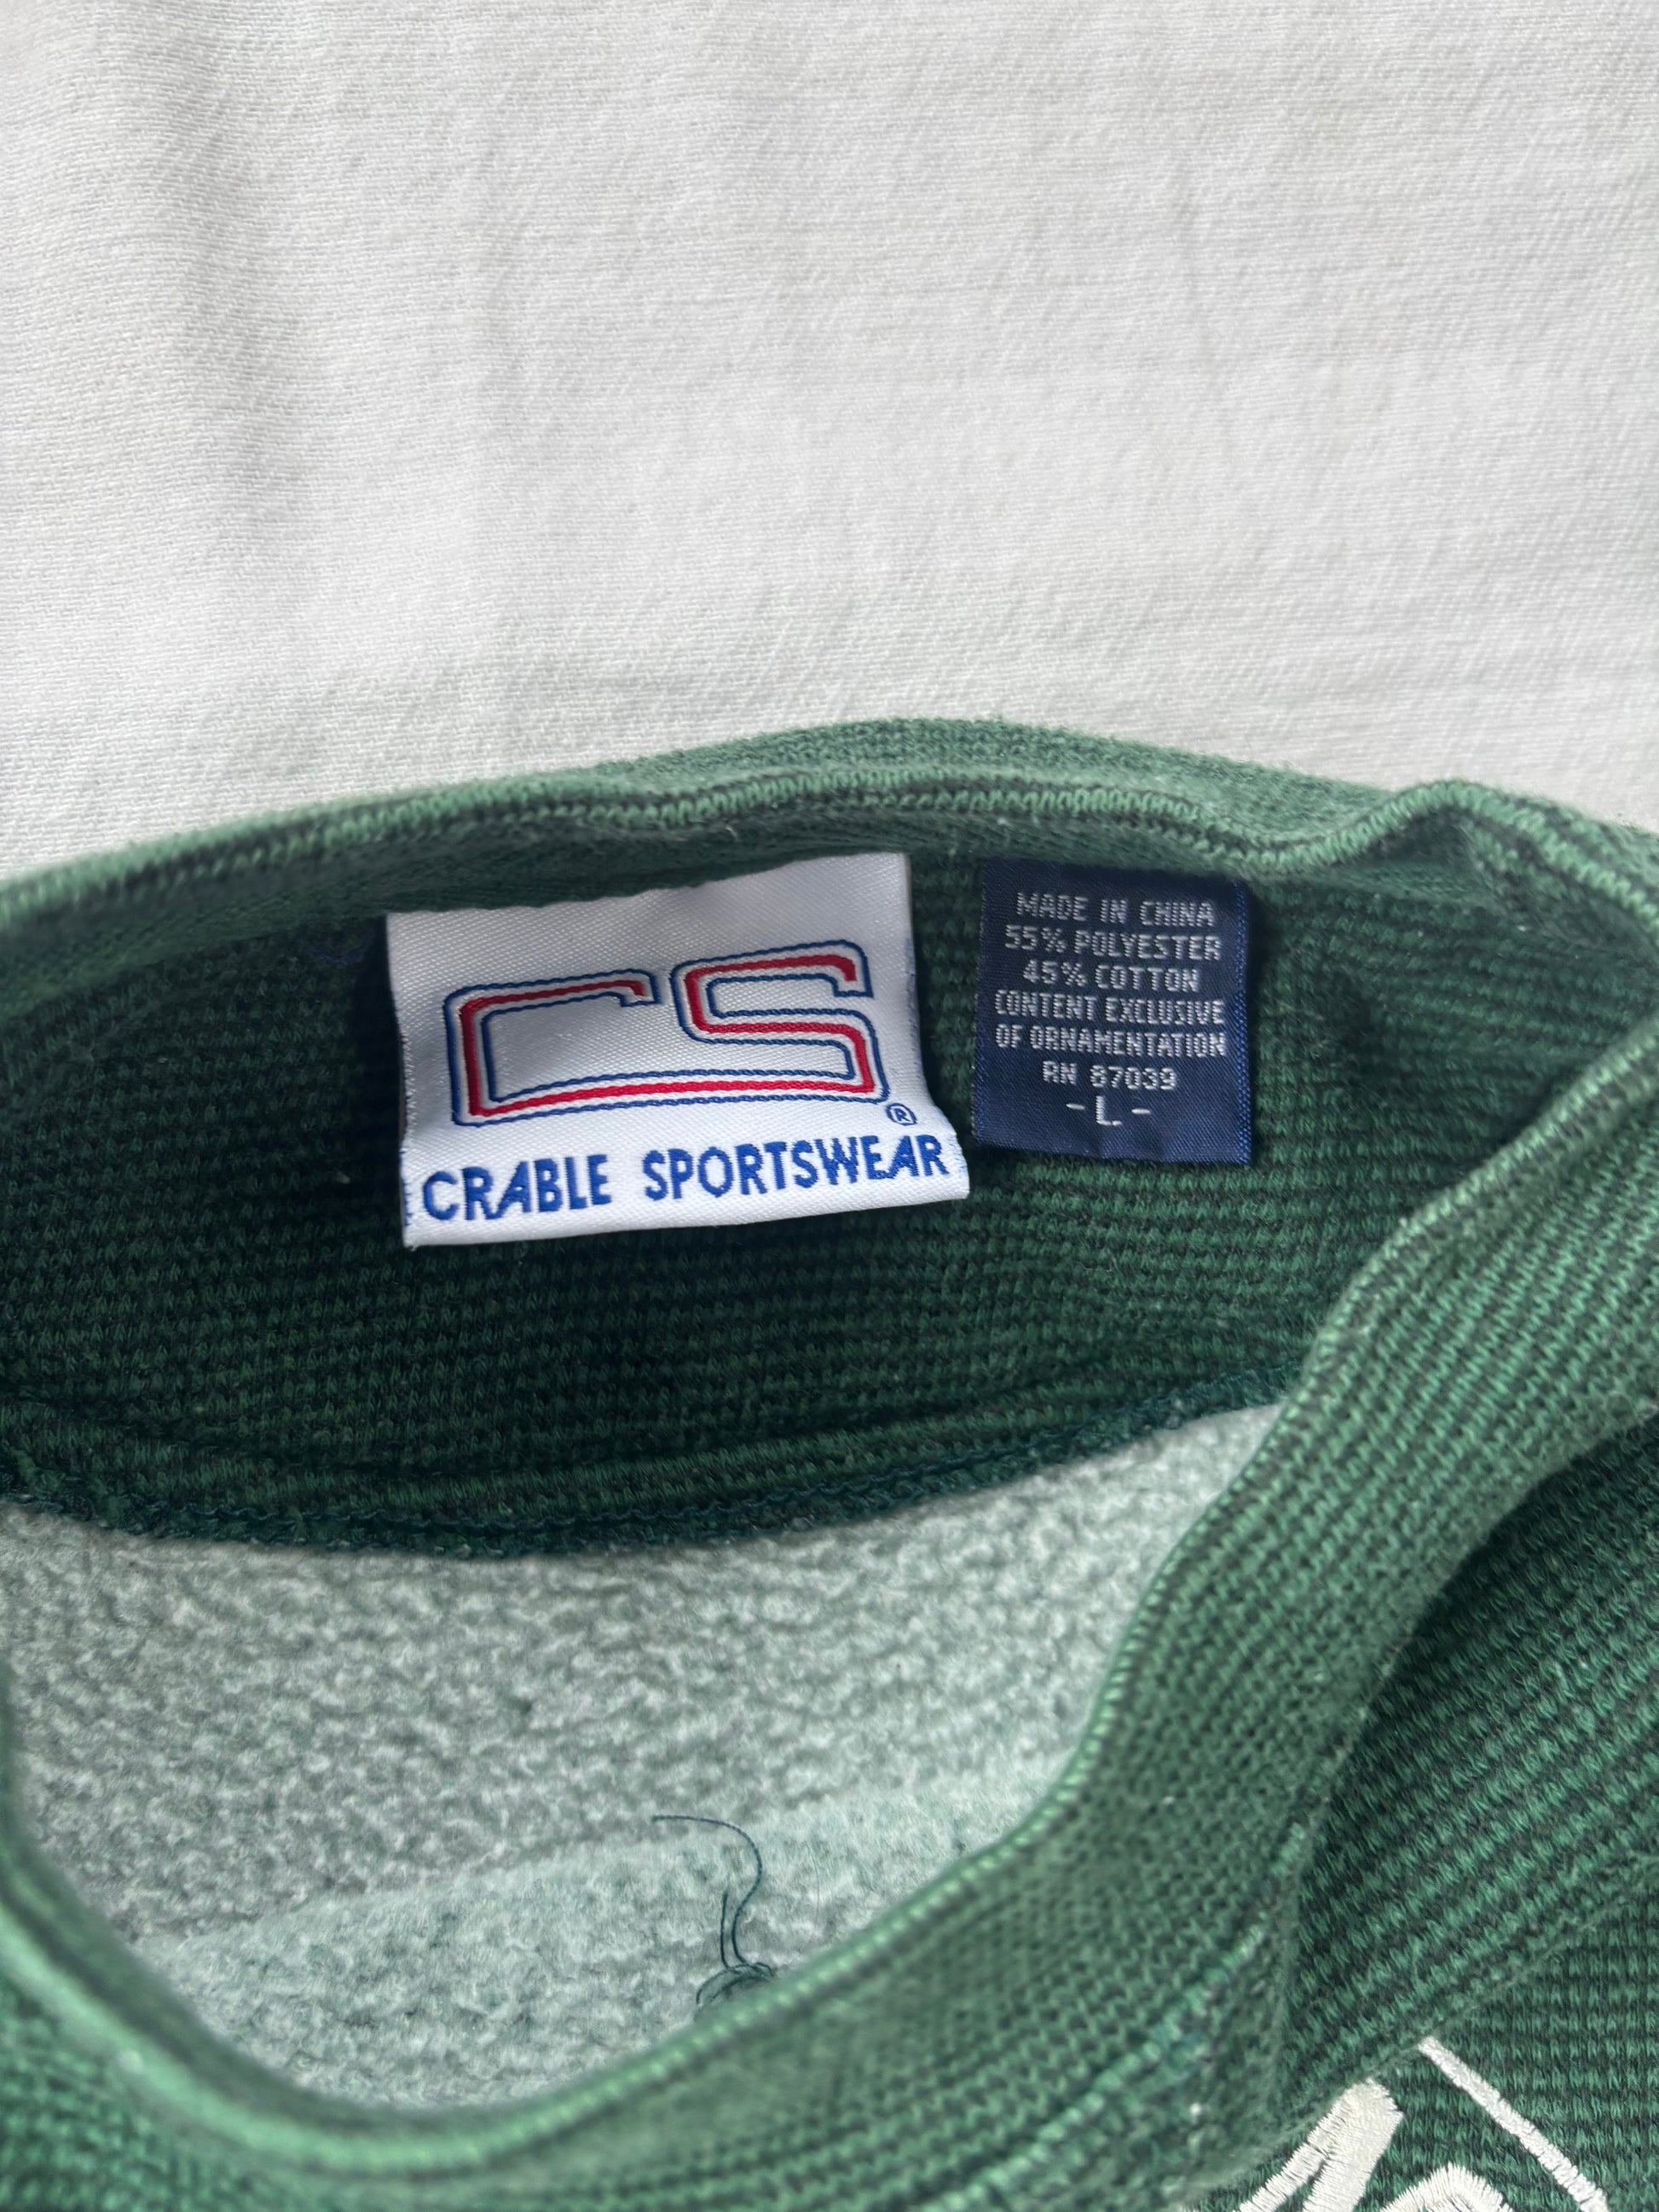 CS
®
CRABLE SPORTSWEAR
MADE IN CHINA
55% POLYESTER
45% COTTON
CONTENT EXCLUSIVE
OF ORNAMENTATION
RN 87039
-L-